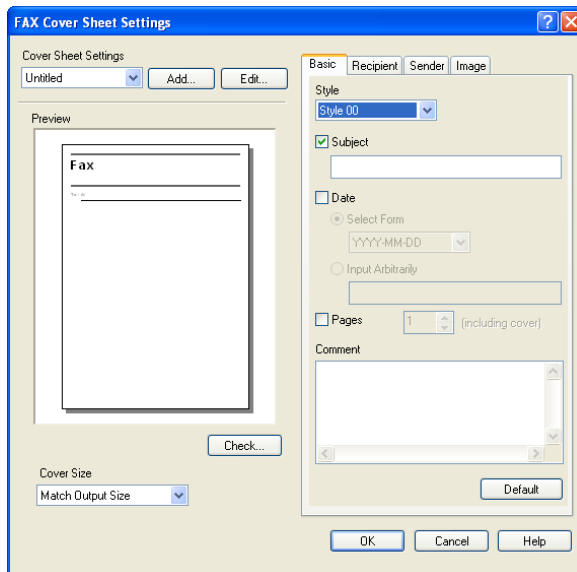 FAX Cover Sheet Settings
Cover Sheet Settings
Untitled
Add...
Edit...
Preview
Fax
Check...
Cover Size
Match Output Size
Basic
Recipient
Sender
Image
Style
Style 00
Subject
Date
Select Form
YYYY-MM-DD
Input Arbitrarily
Pages
1
(including cover)
Comment
Default
OK
Cancel
Help